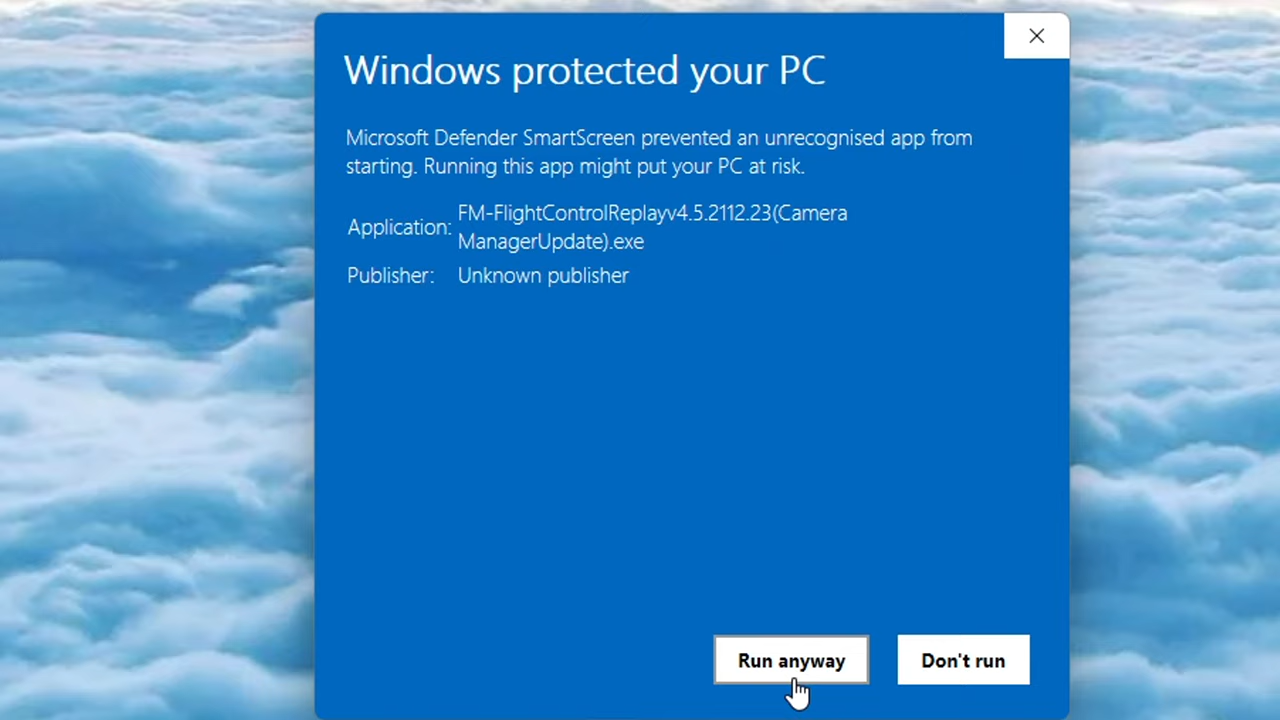 Windows protected your PC
Microsoft Defender SmartScreen prevented an unrecognised app from
starting. Running this app might put your PC at risk.
Application: FM-FlightControlReplayv4.5.2112.23(Camera
ManagerUpdate).exe
Publisher: Unknown publisher
Run anyway Don't run